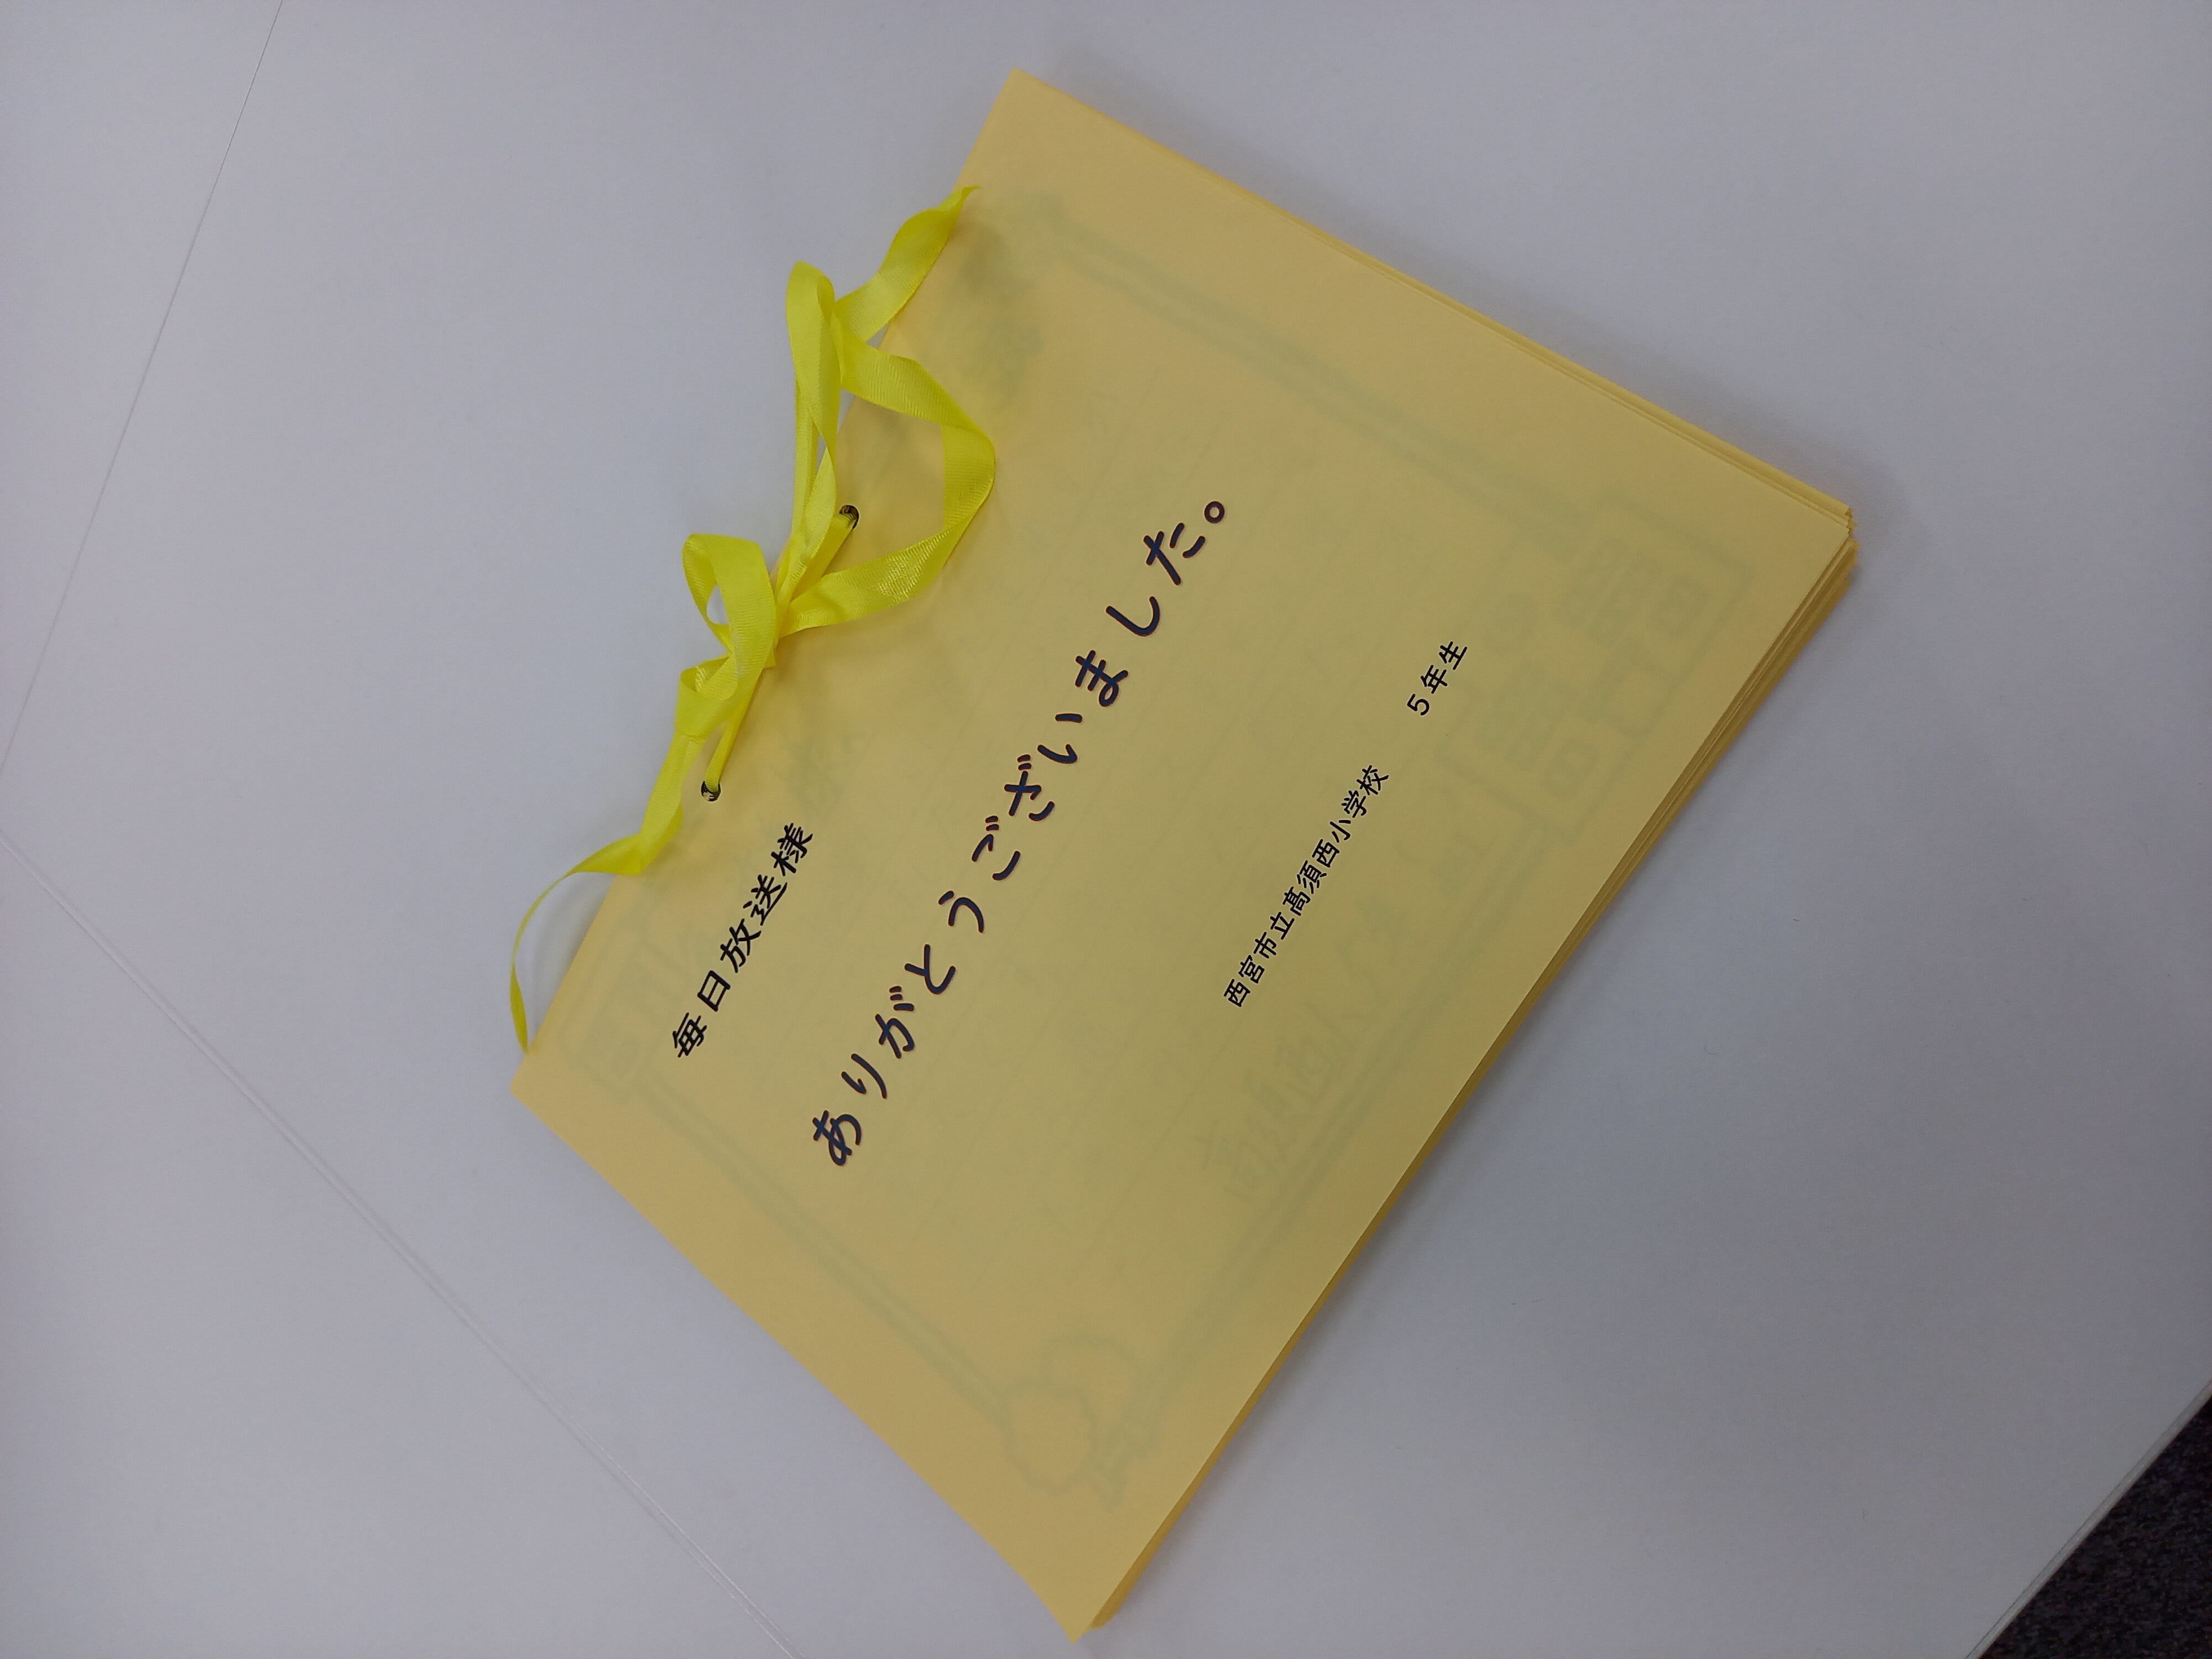 毎日放送様
ありがとうございました。
西宮市立髙須西小学校　5年生